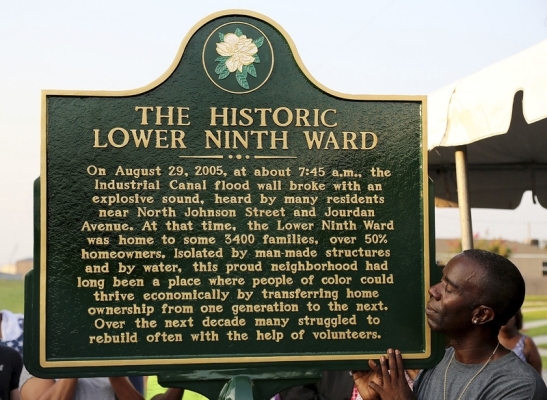 THE HISTORIC
LOWER NINTH WARD
On August 29, 2005, at about 7:45 a.m., the
Industrial Canal flood wall broke with an
explosive sound, heard by many residents
near North Johnson Street and Jourdan
Avenue. At that time, the Lower Ninth Ward
was home to some 3400 families, over 50%
homeowners. Isolated by man-made structures
and by water, this proud neighborhood had
long been a place where people of color could
thrive economically by transferring home
ownership from one generation to the next.
Over the next decade many struggled to
rebuild often with the help of volunteers.